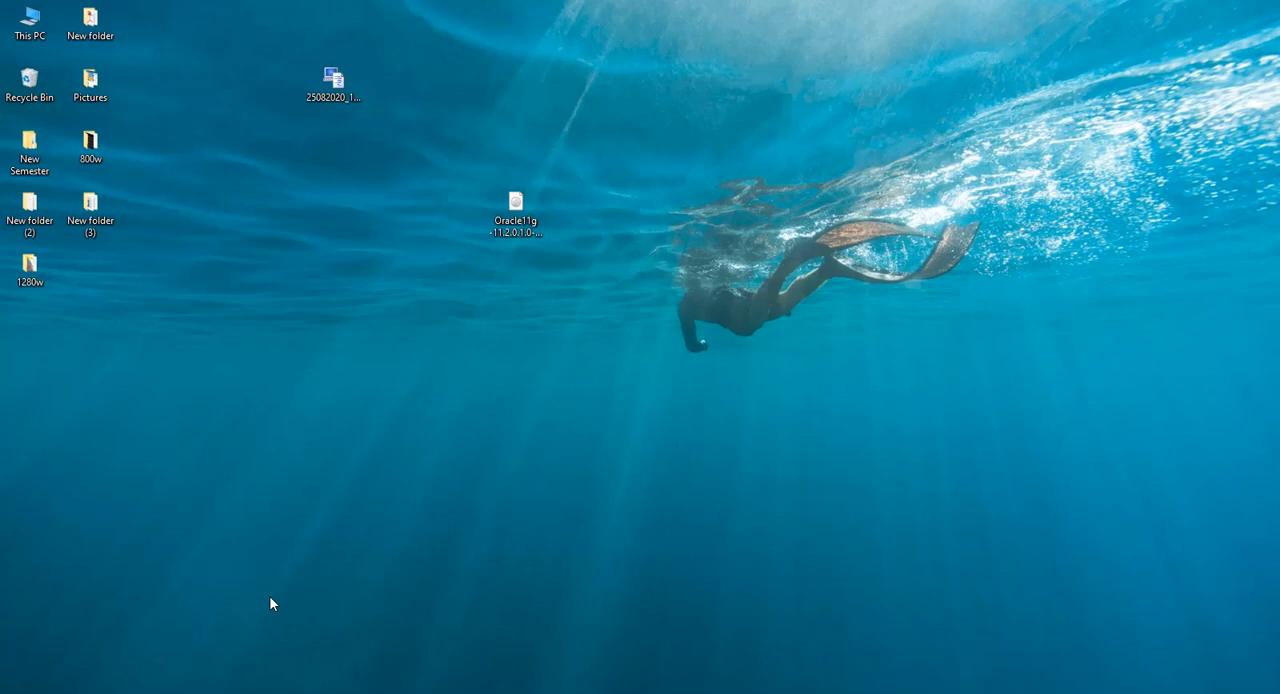 This PC
New folder
Recycle Bin
Pictures
25082020_1...
New
Semester
800w
New folder
(2)
New folder
(3)
Oracle11g
-11.2.0.1.0-...
1280w